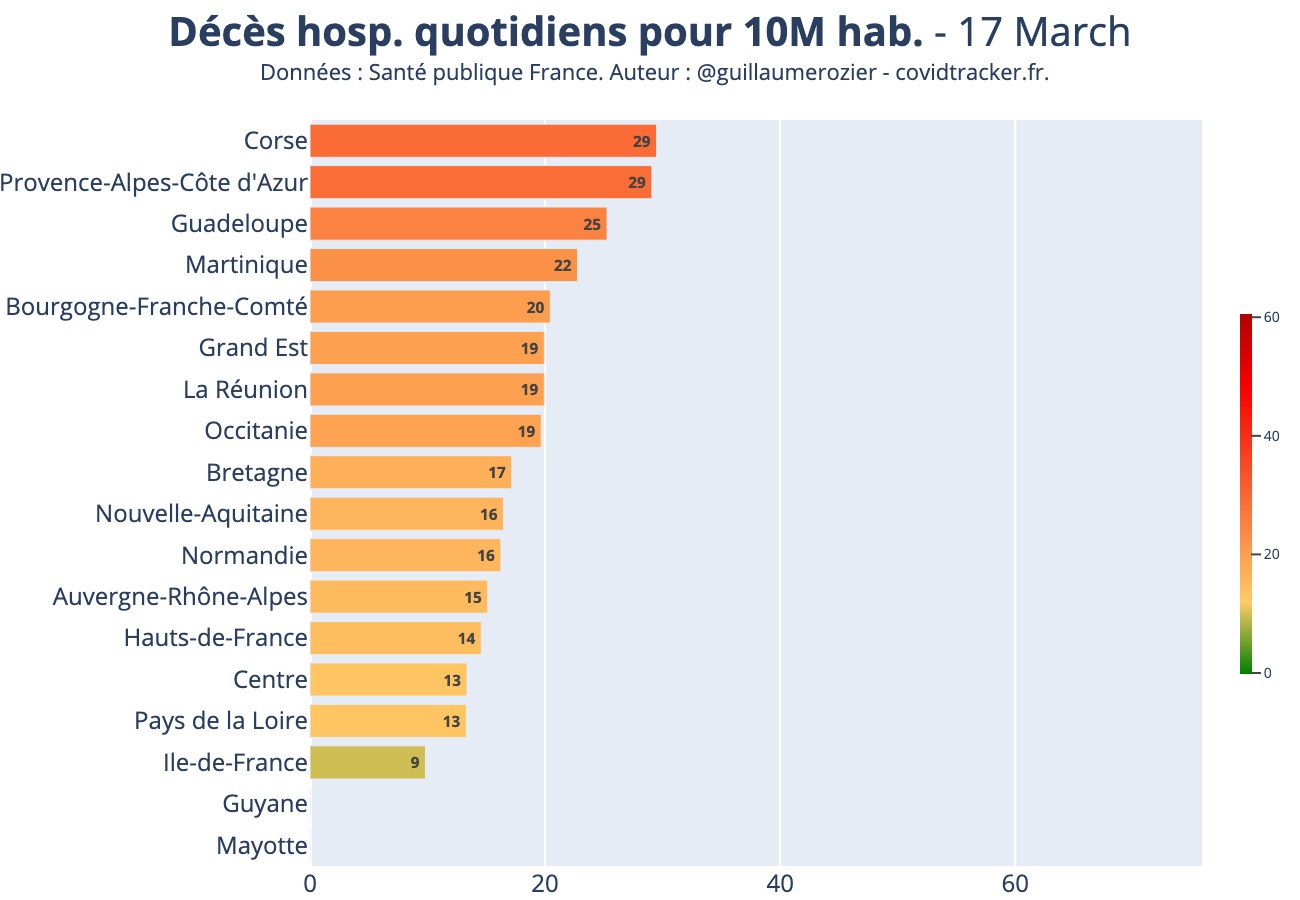 Décès hosp. quotidiens pour 10M hab. - 17 March
Données : Santé publique France. Auteur : @guillaumerozier - covidtracker.fr.
Corse 29
Provence-Alpes-Côte d'Azur 29
Guadeloupe 25
Martinique 22
Bourgogne-Franche-Comté 20
Grand Est 19
La Réunion 19
Occitanie 19
Bretagne 17
Nouvelle-Aquitaine 16
Normandie 16
Auvergne-Rhône-Alpes 15
Hauts-de-France 14
Centre 13
Pays de la Loire 13
Ile-de-France 9
Guyane
Mayotte
0 20 40 60
60
40
20
0